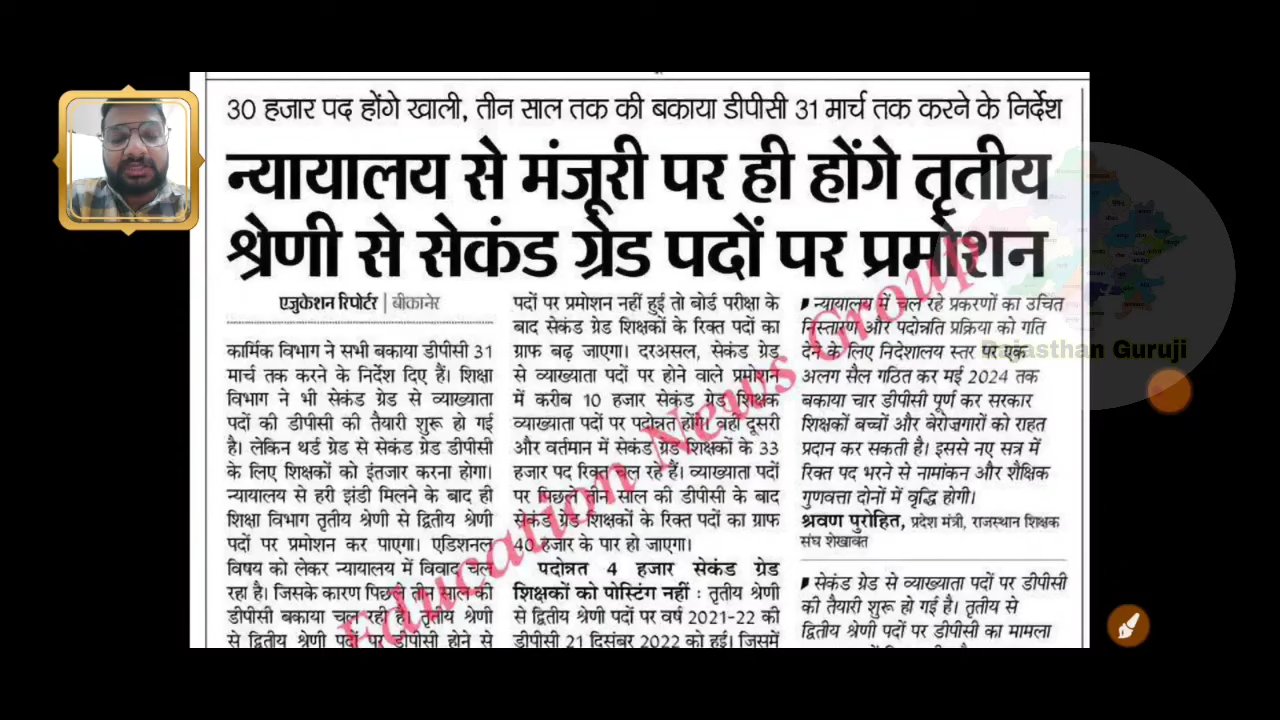 30 हजार पद होंगे खाली, तीन साल तक की बकाया डीपीसी 31 मार्च तक करने के निर्देश
न्यायालय से मंजूरी पर ही होंगे तृतीय
श्रेणी से सेकंड ग्रेड पदों पर प्रमोशन
एजुकेशन रिपोर्टर | बीकानेर
कार्मिक विभाग ने सभी बकाया डीपीसी 31
मार्च तक करने के निर्देश दिए हैं। शिक्षा
विभाग ने भी सेकंड ग्रेड से व्याख्याता
पदों की डीपीसी की तैयारी शुरू हो गई
है। लेकिन थर्ड ग्रेड से सेकंड ग्रेड डीपीसी
के लिए शिक्षकों को इंतजार करना होगा।
न्यायालय से हरी झंडी मिलने के बाद ही
शिक्षा विभाग तृतीय श्रेणी से द्वितीय श्रेणी
पदों पर प्रमोशन कर पाएगा। एडिशनल
विषय को लेकर न्यायालय में विवाद चल
रहा है। जिसके कारण पिछले तीन साल की
डीपीसी बकाया चल रही है। तृतीय श्रेणी
से द्वितीय श्रेणी पदों पर डीपीसी होने से
पदों पर प्रमोशन नहीं हुई तो बोर्ड परीक्षा के
बाद सेकंड ग्रेड शिक्षकों के रिक्त पदों का
ग्राफ बढ़ जाएगा। दरअसल, सेकंड ग्रेड
से व्याख्याता पदों पर होने वाले प्रमोशन
में करीब 10 हजार सेकंड ग्रेड शिक्षक
व्याख्याता पदों पर पदोन्नत होंगे। वहीं दूसरी
और वर्तमान में सेकंड ग्रेड शिक्षकों के 33
हजार पद रिक्त चल रहे हैं। व्याख्याता पदों
पर पिछले तीन साल की डीपीसी के बाद
सेकंड ग्रेड शिक्षकों के रिक्त पदों का ग्राफ
40 हजार के पार हो जाएगा।
पदोन्नत 4 हजार सेकंड ग्रेड
शिक्षकों को पोस्टिंग नहीं : तृतीय श्रेणी
से द्वितीय श्रेणी पदों पर वर्ष 2021-22 की
डीपीसी 21 दिसंबर 2022 को हुई। जिसमें
न्यायालय में चल रहे प्रकरणों का उचित
निस्तारण और पदोन्नति प्रक्रिया को गति
देने के लिए निदेशालय स्तर पर एक
अलग सैल गठित कर मई 2024 तक
बकाया चार डीपीसी पूर्ण कर सरकार
शिक्षकों बच्चों और बेरोजगारों को राहत
प्रदान कर सकती है। इससे नए सत्र में
रिक्त पद भरने से नामांकन और शैक्षिक
गुणवत्ता दोनों में वृद्धि होगी।
श्रवण पुरोहित, प्रदेश मंत्री, राजस्थान शिक्षक
संघ शेखावत
सेकंड ग्रेड से व्याख्याता पदों पर डीपीसी
की तैयारी शुरू हो गई है। तृतीय से
द्वितीय श्रेणी पदों पर डीपीसी का मामला
Education News Group
Rajasthan Guruji